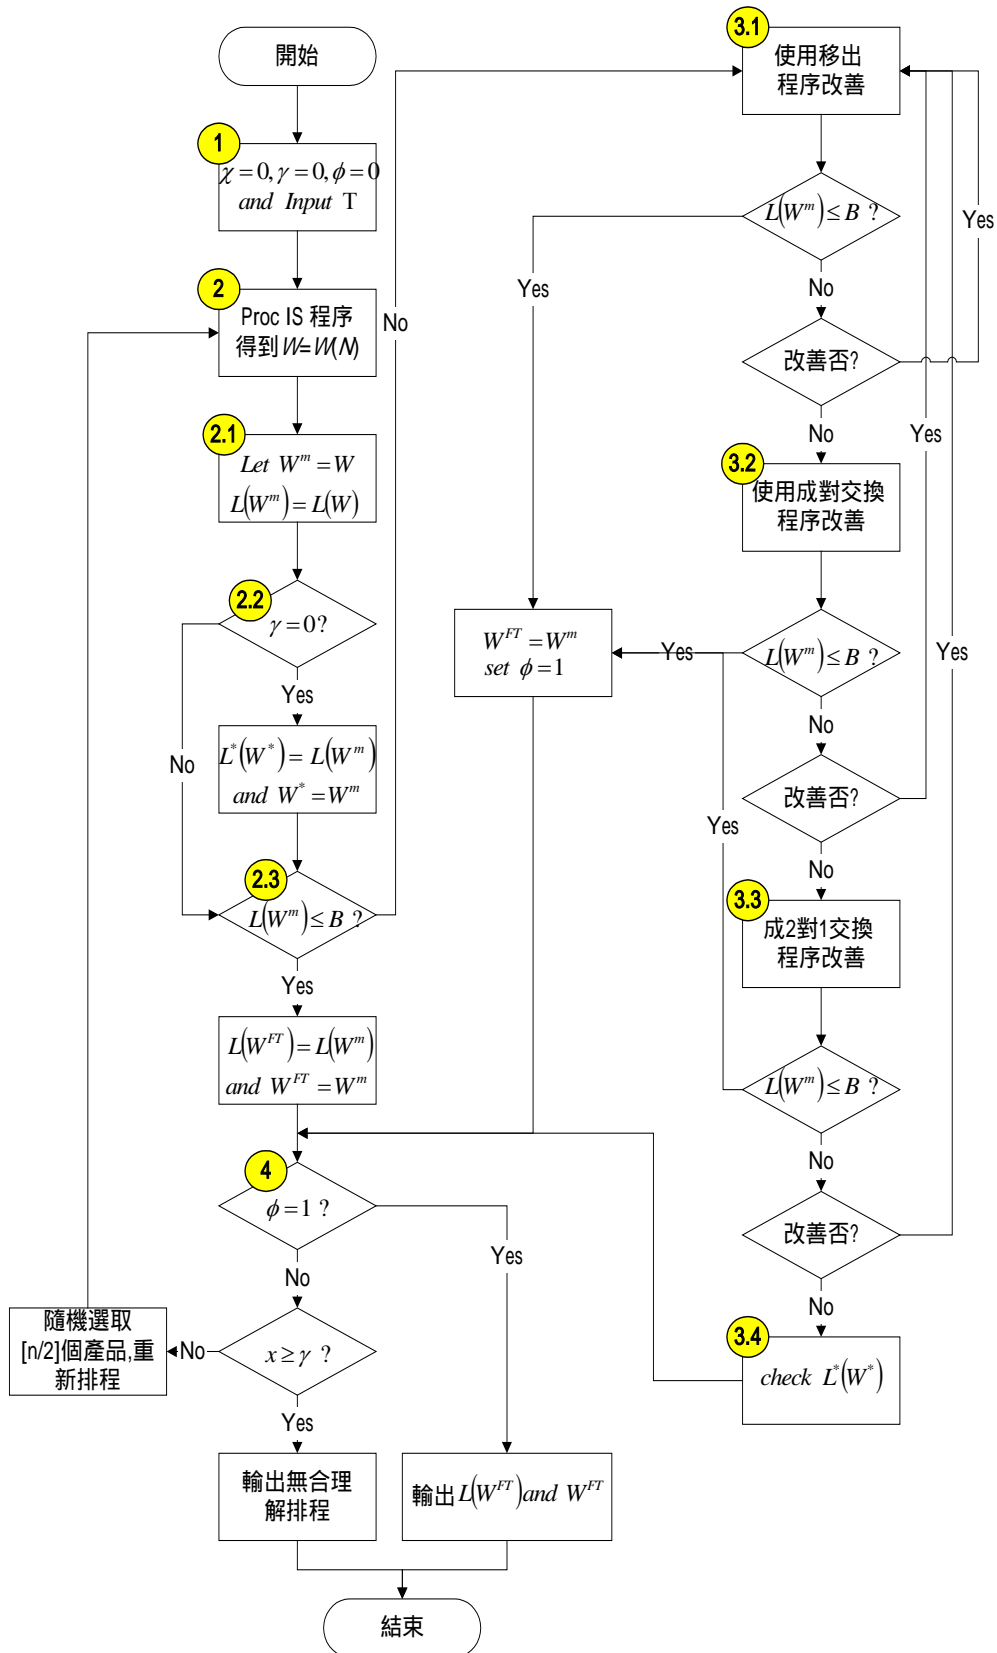 開始
1
χ = 0, γ = 0, ϕ = 0
and Input T
2
Proc IS 程序
得到 W=W(N)
2.1
Let W^m = W
L(W^m) = L(W)
2.2
γ = 0?
Yes
No
L^*(W^*) = L(W^m)
and W^* = W^m
2.3
L(W^m) ≤ B ?
No
Yes
L(W^FT) = L(W^m)
and W^FT = W^m
4
ϕ = 1 ?
Yes
No
x ≥ γ ?
No
隨機選取
[n/2]個產品,重
新排程
Yes
輸出無合理
解排程
輸出 L(W^FT) and W^FT
結束
3.1
使用移出
程序改善
L(W^m) ≤ B ?
Yes
No
改善否?
Yes
No
3.2
使用成對交換
程序改善
W^FT = W^m
set ϕ = 1
L(W^m) ≤ B ?
Yes
No
改善否?
Yes
No
3.3
成2對1交換
程序改善
L(W^m) ≤ B ?
Yes
No
改善否?
Yes
No
3.4
check L^*(W^*)